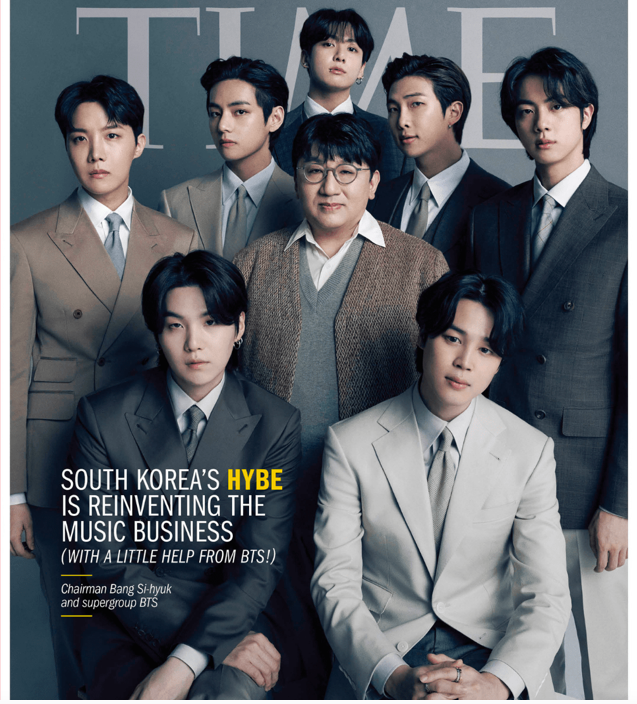 TIME
SOUTH KOREA'S HYBE
IS REINVENTING THE
MUSIC BUSINESS
(WITH A LITTLE HELP FROM BTS!)
Chairman Bang Si-hyuk
and supergroup BTS